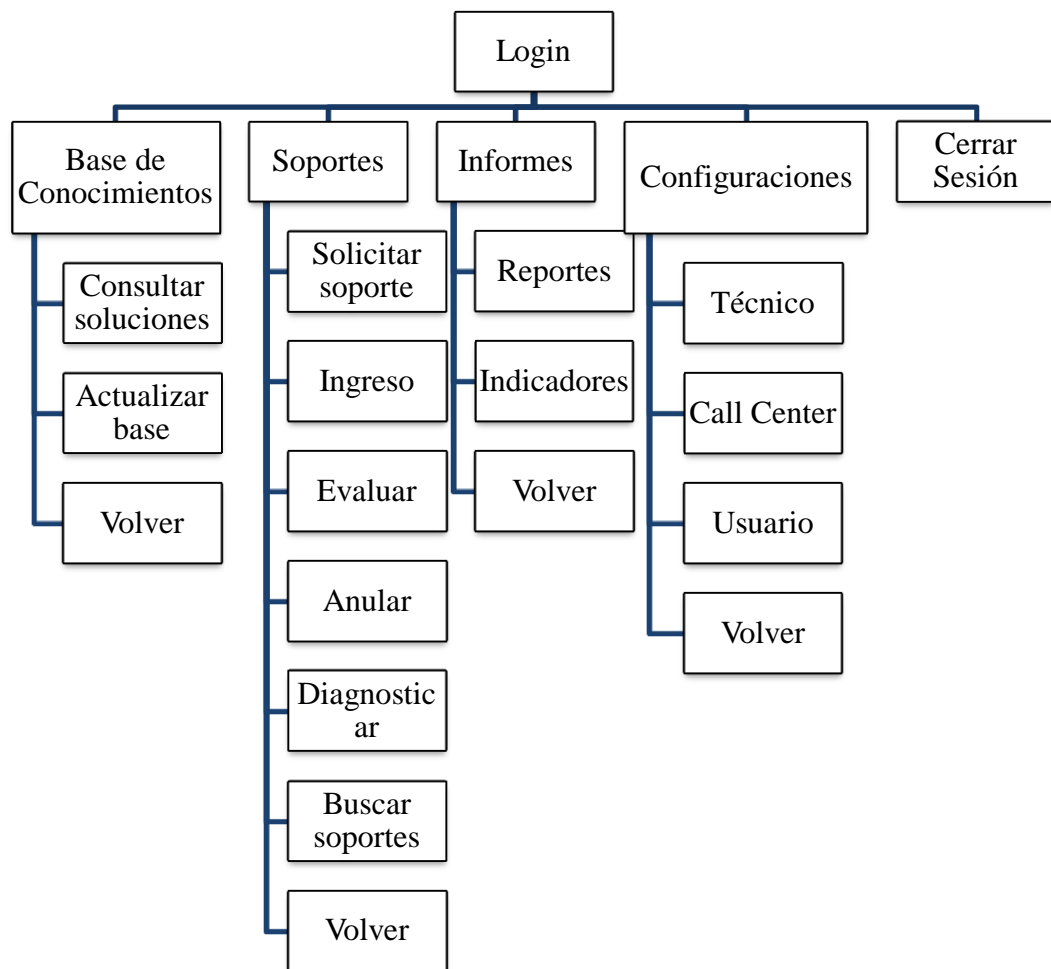 Login
Base de
Conocimientos
Soportes
Informes
Configuraciones
Cerrar
Sesión
Consultar
soluciones
Actualizar
base
Volver
Solicitar
soporte
Ingreso
Evaluar
Anular
Diagnostic
ar
Buscar
soportes
Volver
Reportes
Indicadores
Volver
Técnico
Call Center
Usuario
Volver